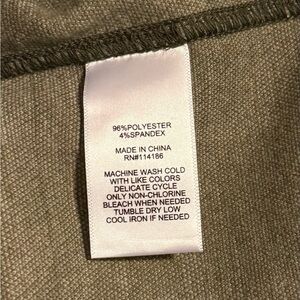 96%POLYESTER
4%SPANDEX
MADE IN CHINA
RN#114186
MACHINE WASH COLD
WITH LIKE COLORS
DELICATE CYCLE
ONLY NON-CHLORINE
BLEACH WHEN NEEDED
TUMBLE DRY LOW
COOL IRON IF NEEDED